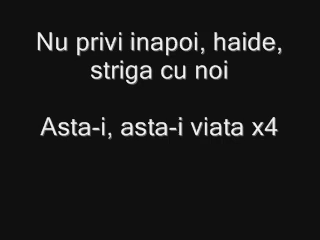 Nu privi inapoi, haide,
striga cu noi
Asta-i, asta-i viata x4